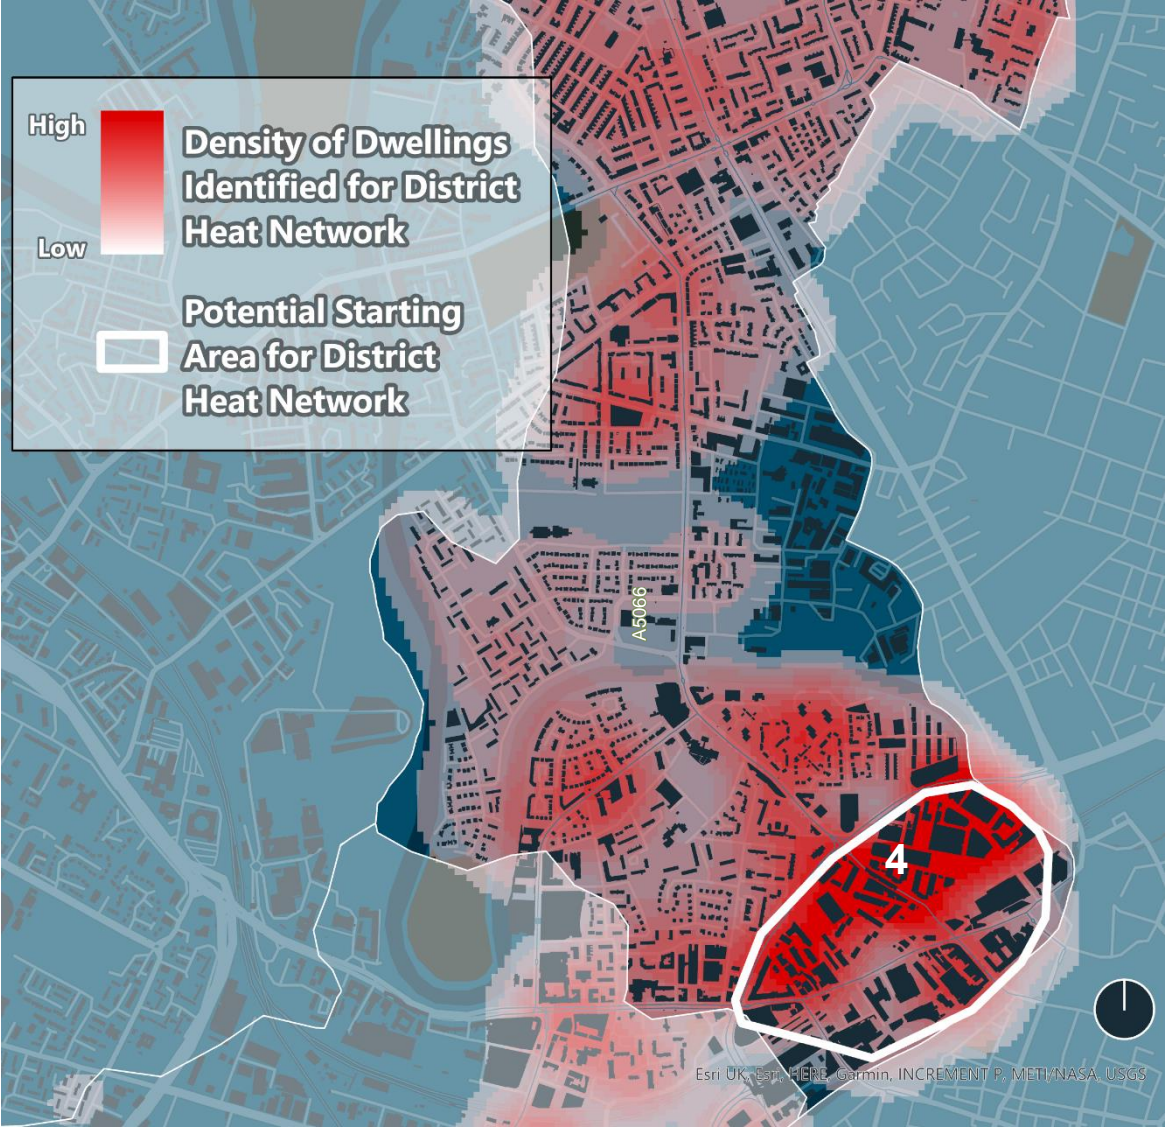 High
Low
Density of Dwellings
Identified for District
Heat Network
Potential Starting
Area for District
Heat Network
A5066
4
Esri UK, Esri, HERE, Garmin, INCREMENT P, METI/NASA, USGS